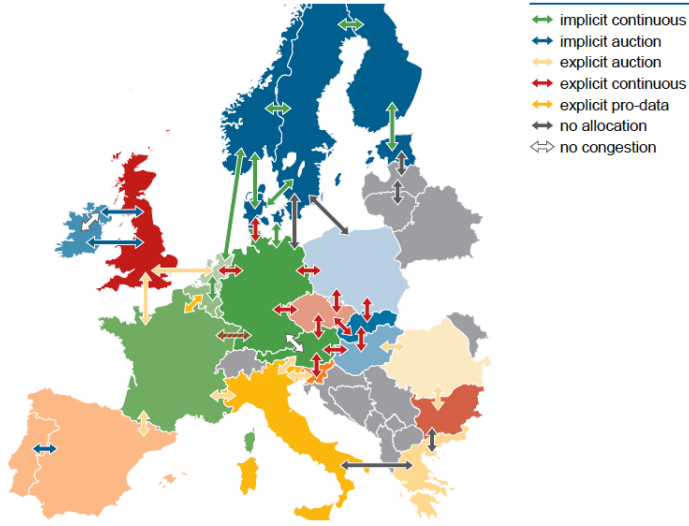 implicit continuous
implicit auction
explicit auction
explicit continuous
explicit pro-data
no allocation
no congestion